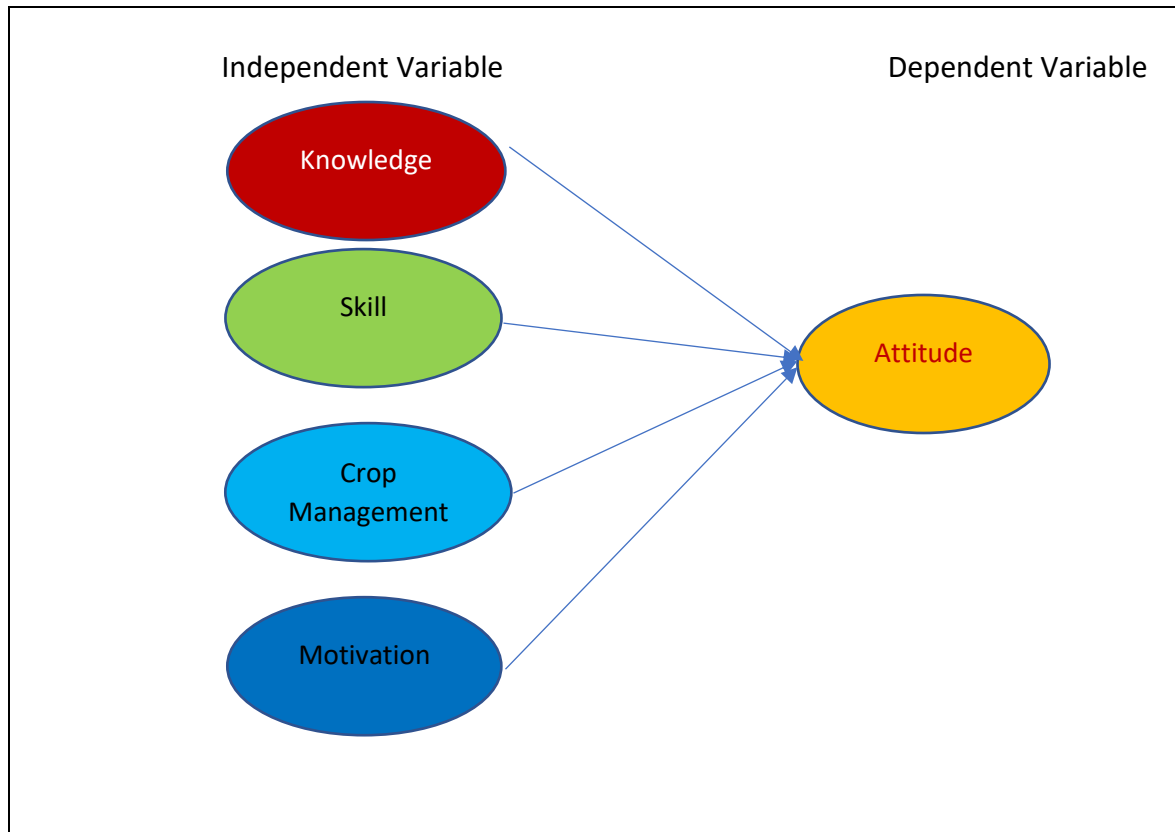 Independent Variable
Dependent Variable
Knowledge
Skill
Attitude
Crop
Management
Motivation